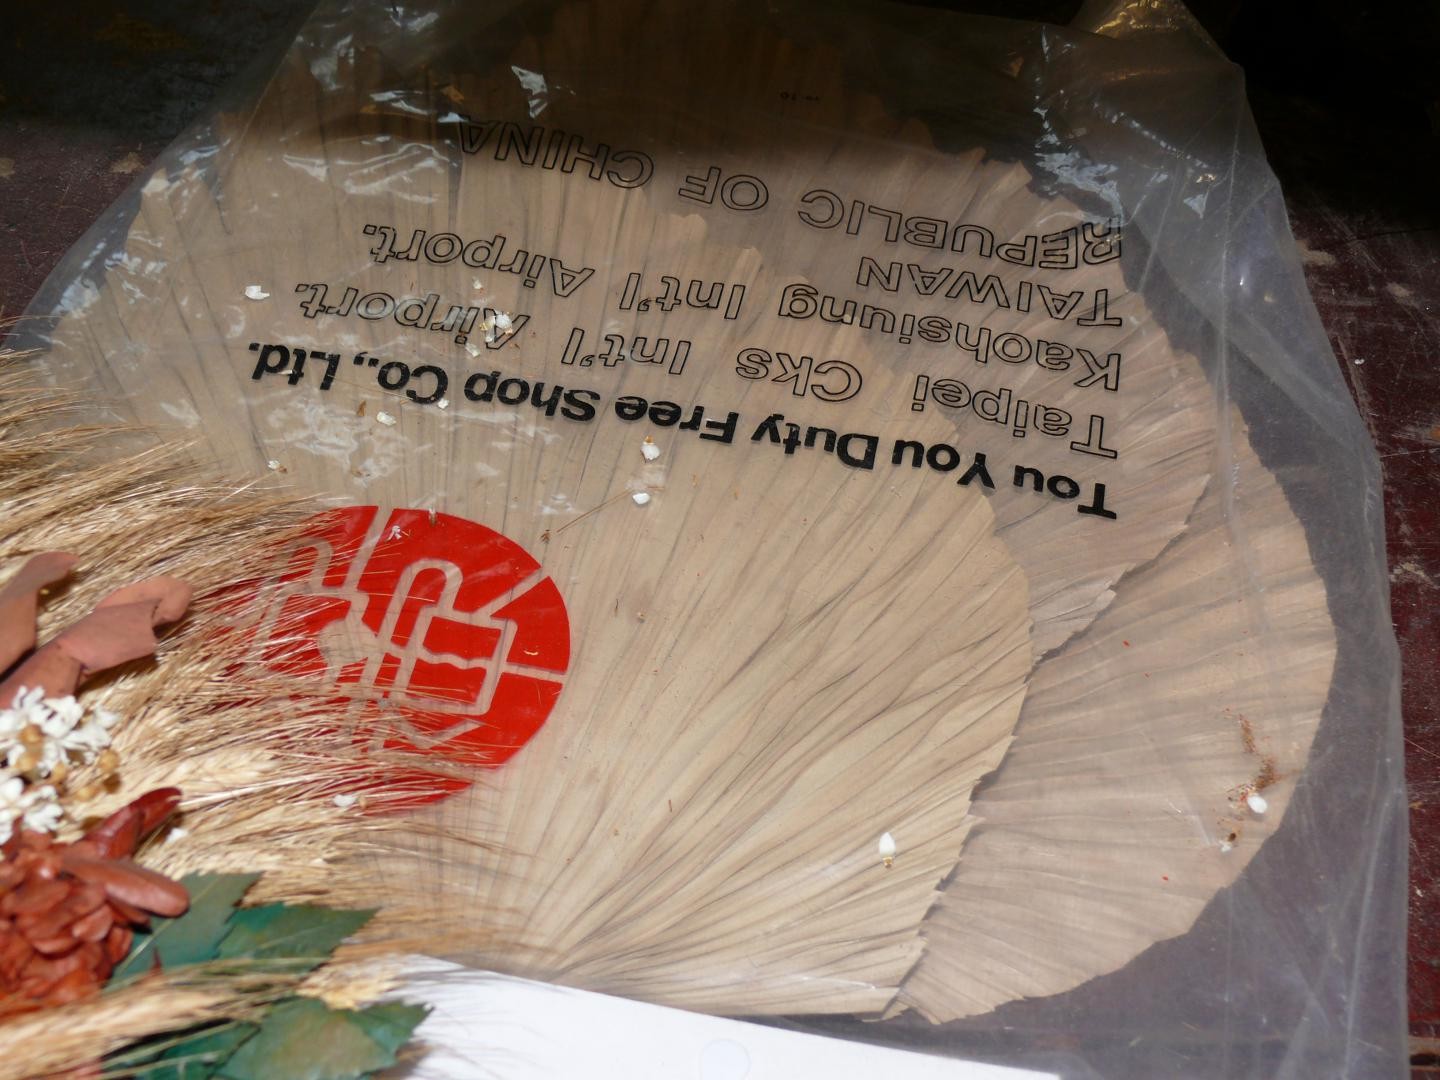 Tou You Duty Free Shop Co., Ltd.
Taipei Cks Int'l Airport.
Kaohsiung Int'l Airport.
TAIWAN
REPUBLIC OF CHINA